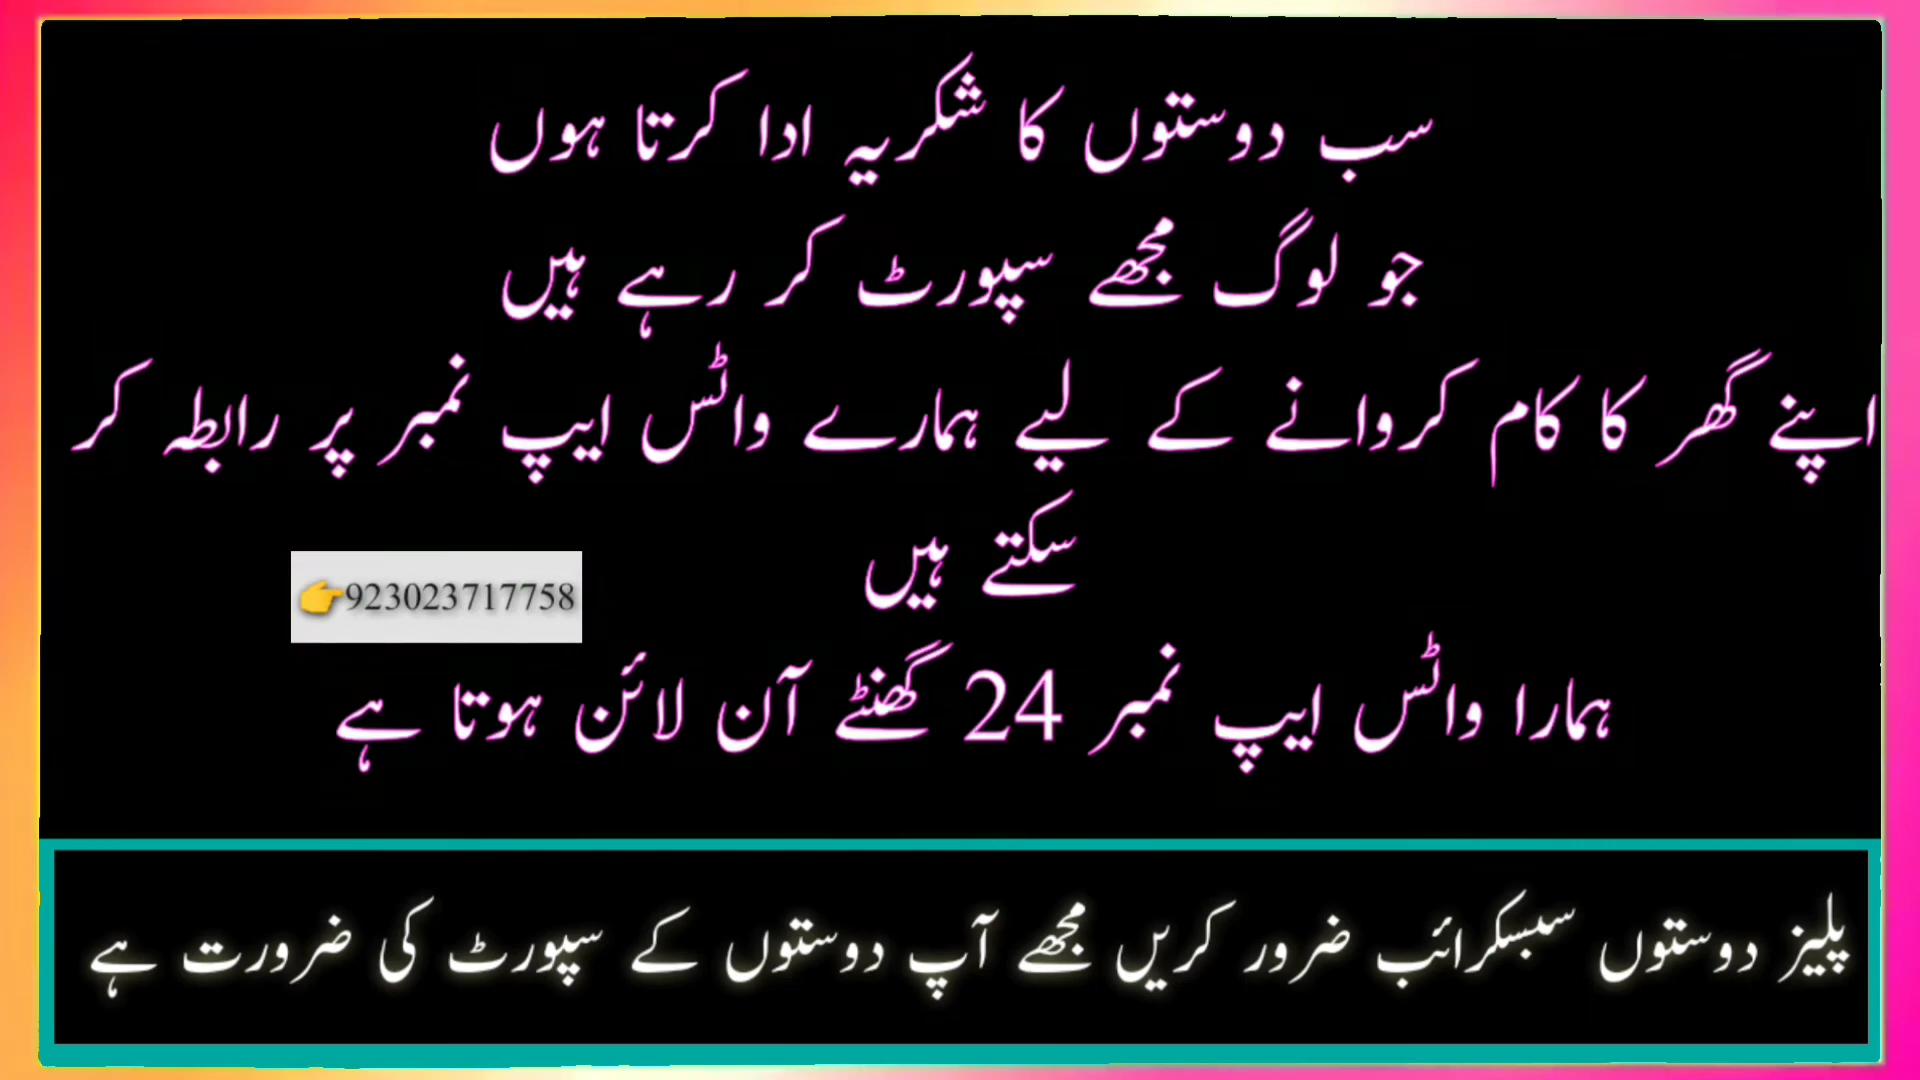 سب دوستوں کا شکریہ ادا کرتا ہوں
جو لوگ مجھے سپورٹ کر رہے ہیں
اپنے گھر کا کام کروانے کے لیے ہمارے واٹس ایپ نمبر پر رابطہ کر
سکتے ہیں
👉923023717758
ہمارا واٹس ایپ نمبر 24 گھنٹے آن لائن ہوتا ہے
پلیز دوستوں سبسکرائب ضرور کریں مجھے آپ دوستوں کے سپورٹ کی ضرورت ہے